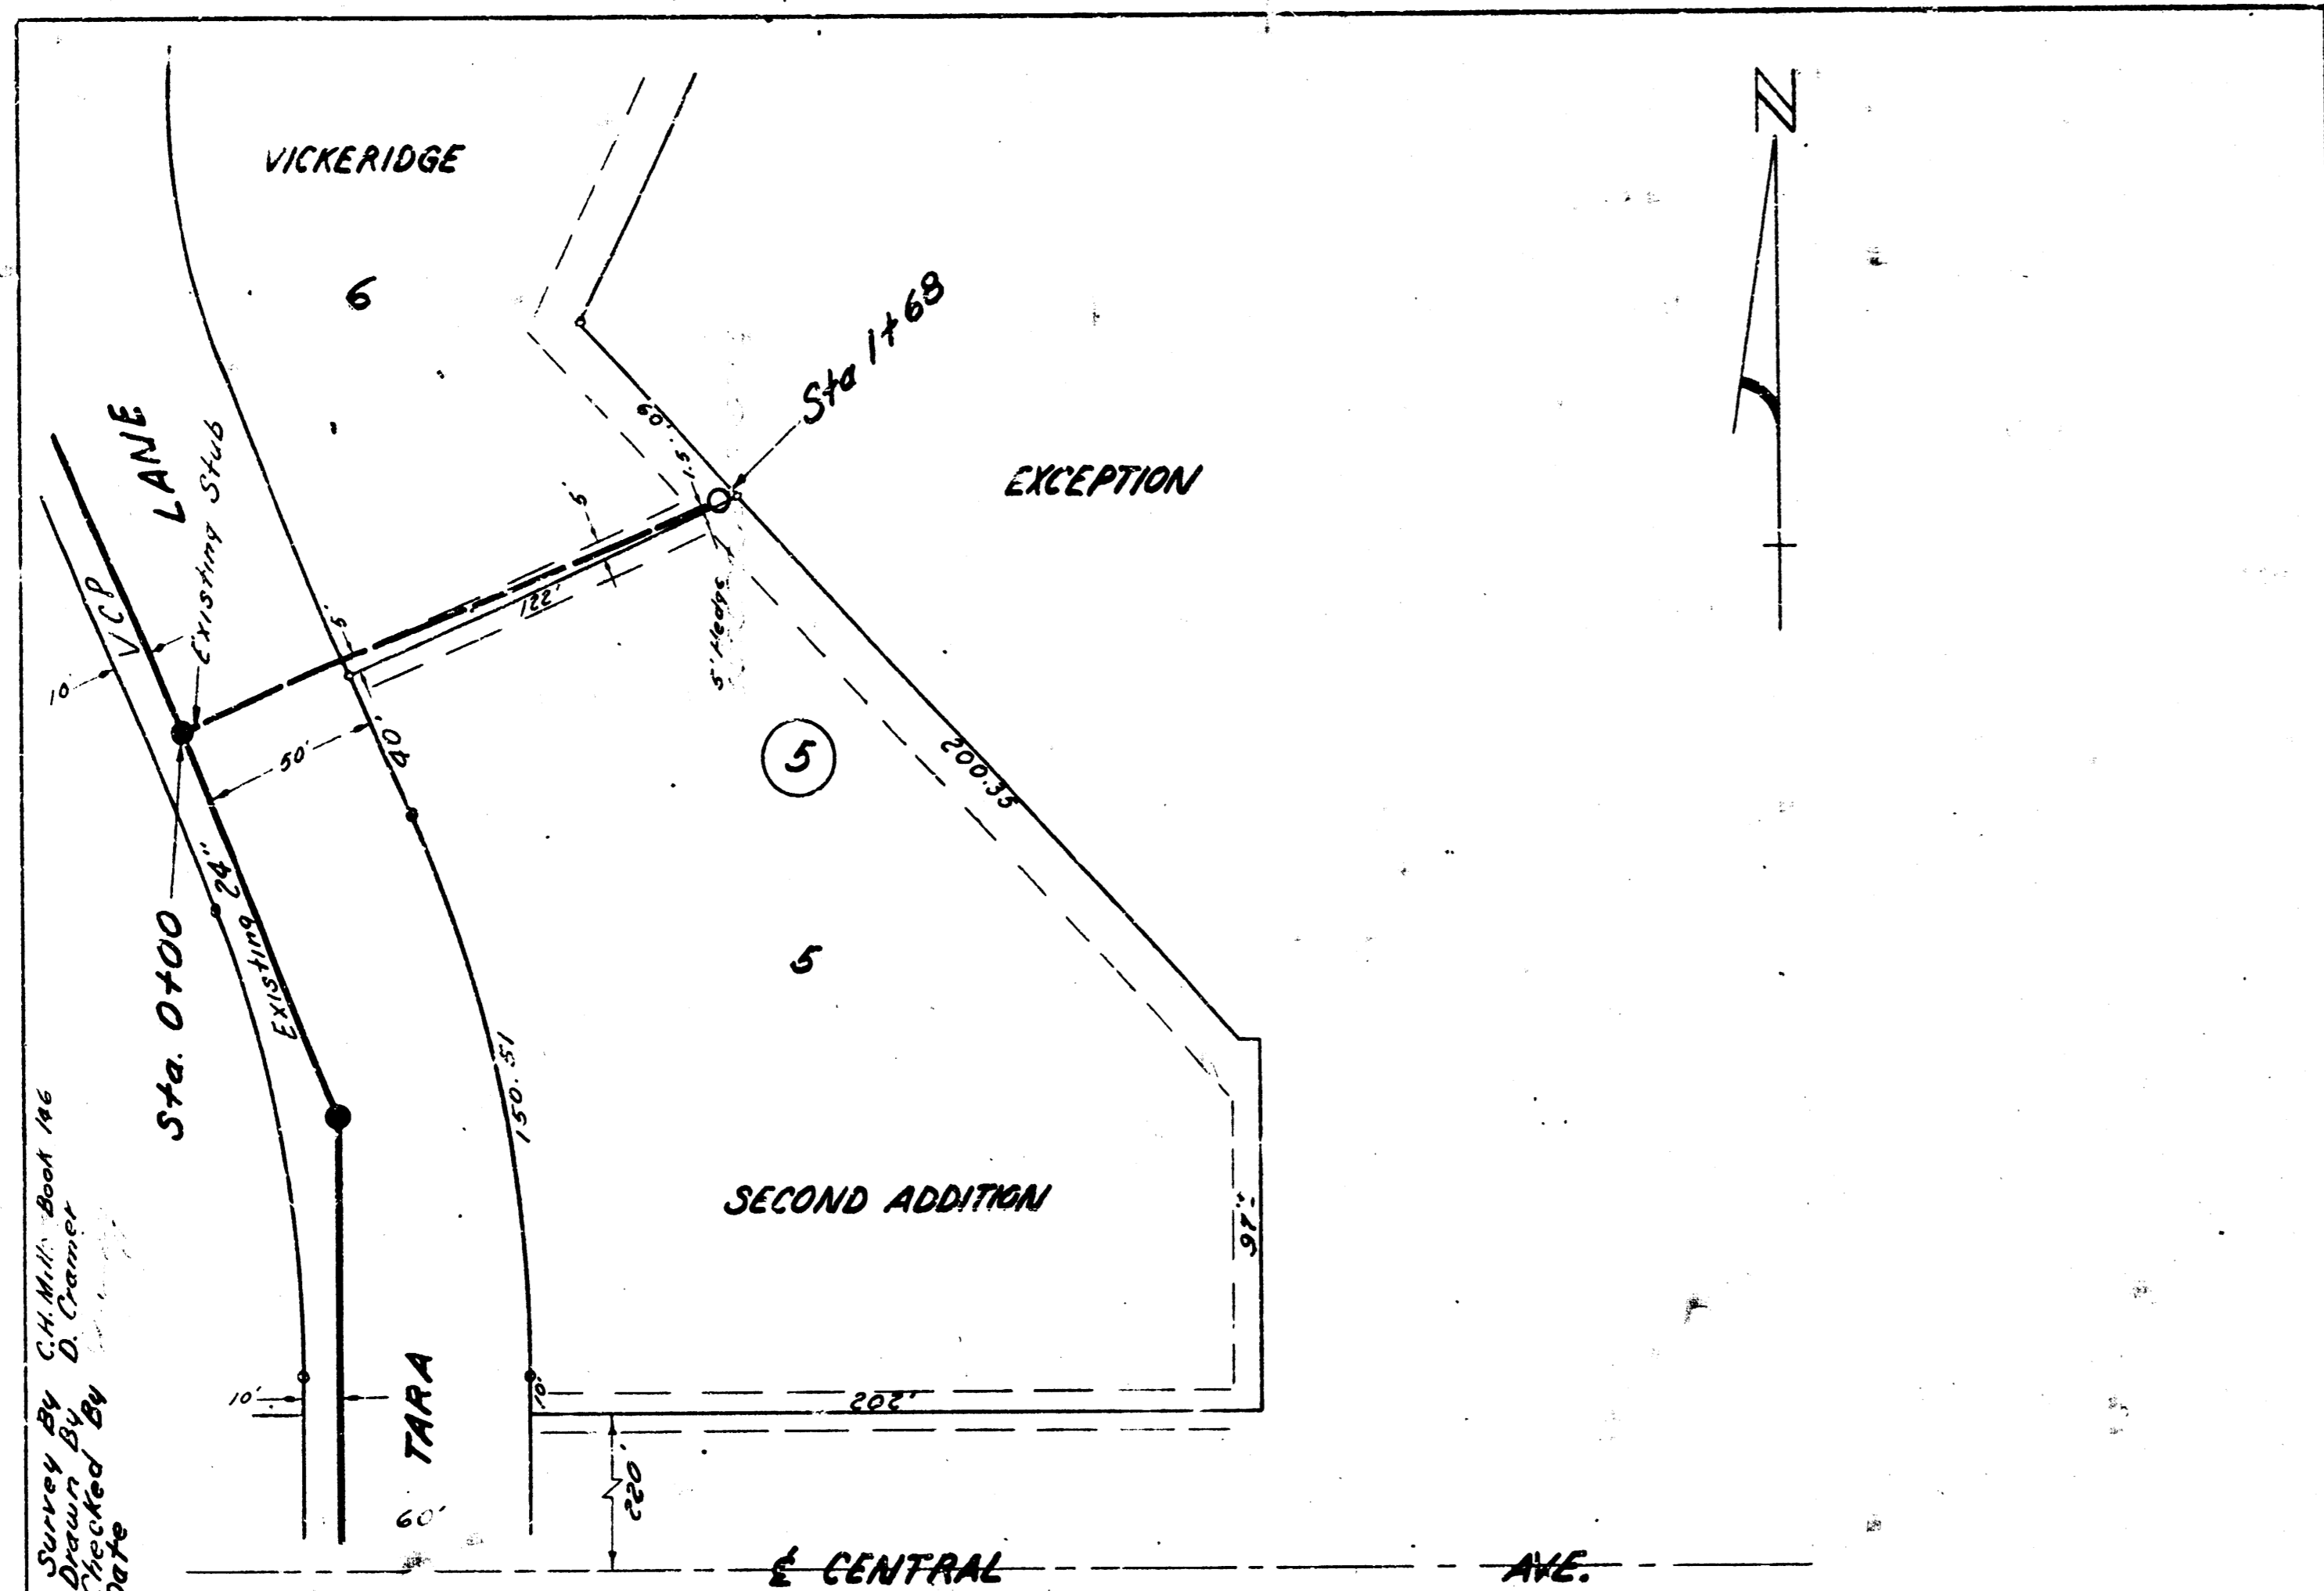 N
VICKERIDGE
6
Sta 1+68
LANE
Existing Stub
60'
1.5'
EXCEPTION
5'
VCP
10
5'
122'
5' Hedge
50'
40'
5
200.35
24"
Existing
Sta. 0+00
5
150.51
SECOND ADDITION
97'±
10'
TARA
10'
202'
220'
60'
Survey By C.H. Mill. Book 146
Drawn By D. Cramer
Checked By
Date
℄ CENTRAL AVE.